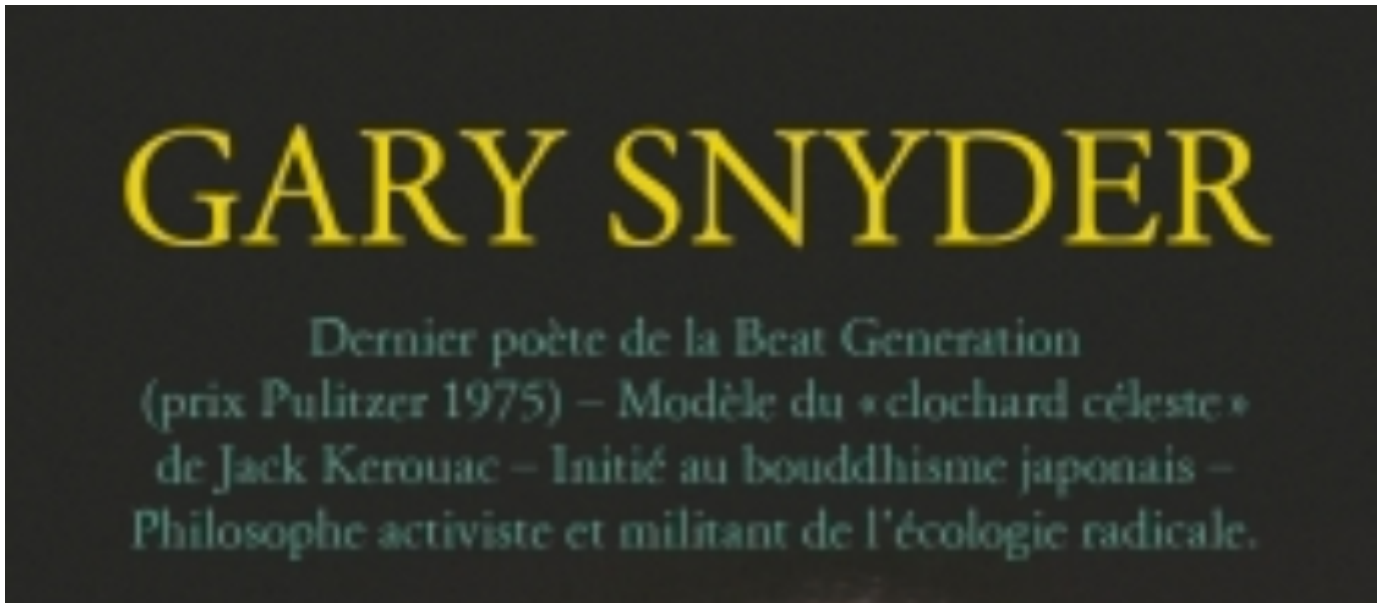 GARY SNYDER
Dernier poète de la Beat Generation
(prix Pulitzer 1975) – Modèle du « clochard céleste »
de Jack Kerouac – Initié au bouddhisme japonais –
Philosophe activiste et militant de l'écologie radicale.